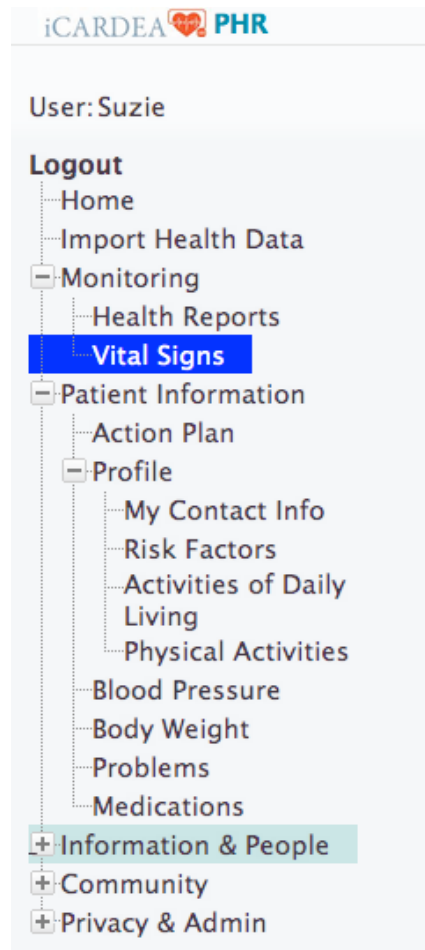 iCARDEA PHR
User: Suzie
Logout
Home
Import Health Data
Monitoring
Health Reports
Vital Signs
Patient Information
Action Plan
Profile
My Contact Info
Risk Factors
Activities of Daily
Living
Physical Activities
Blood Pressure
Body Weight
Problems
Medications
Information & People
Community
Privacy & Admin